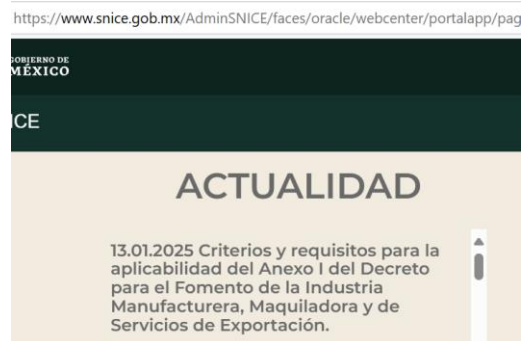 https://www.snice.gob.mx/AdminSNICE/faces/oracle/webcenter/portalapp/pag
GOBIERNO DE
MÉXICO
ICE
ACTUALIDAD
13.01.2025 Criterios y requisitos para la
aplicabilidad del Anexo I del Decreto
para el Fomento de la Industria
Manufacturera, Maquiladora y de
Servicios de Exportación.